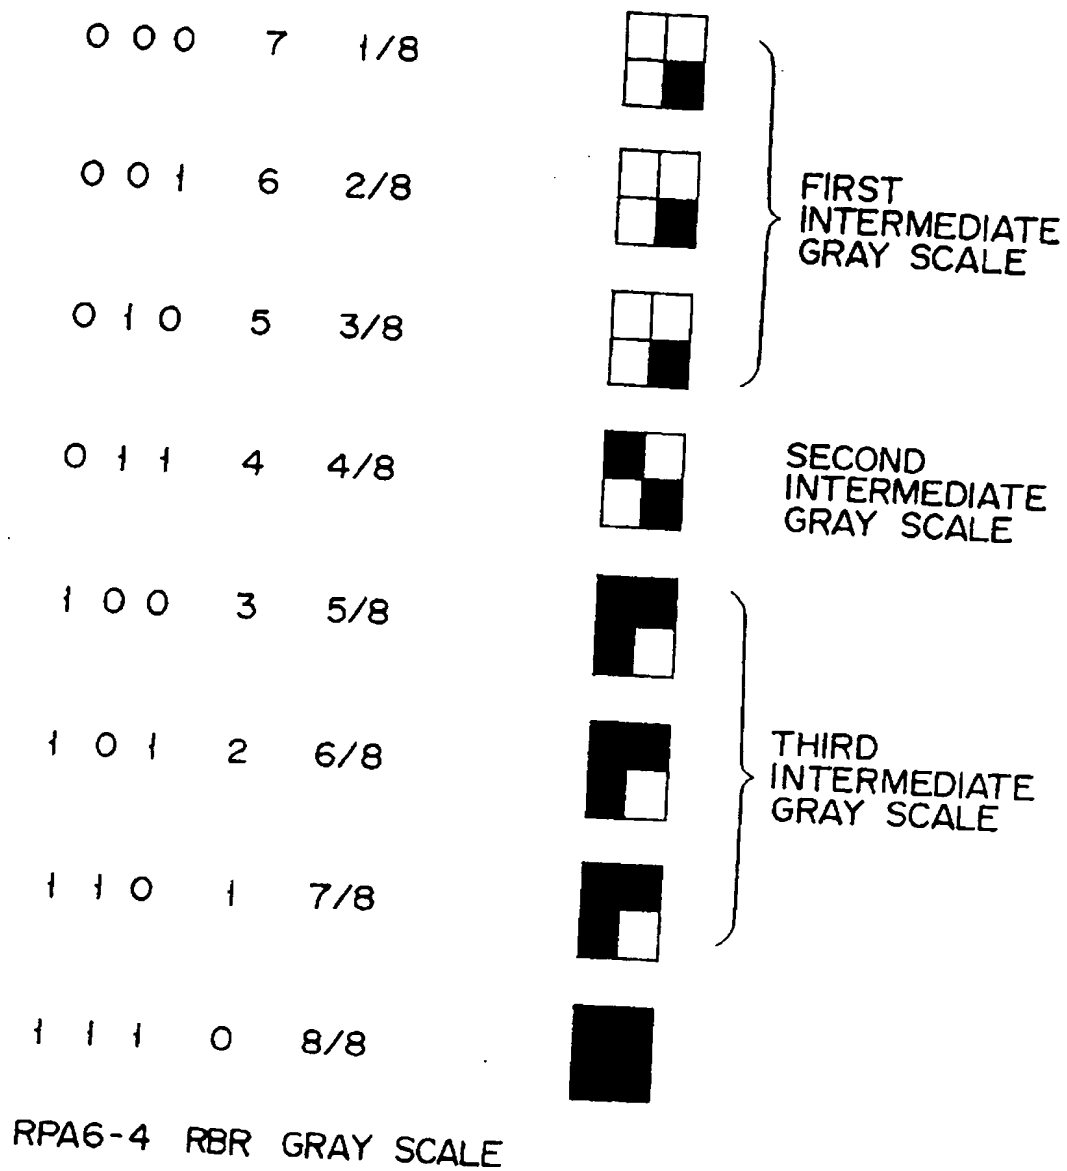 0 0 0 7 1/8
0 0 1 6 2/8
FIRST
INTERMEDIATE
GRAY SCALE
0 1 0 5 3/8
0 1 1 4 4/8
SECOND
INTERMEDIATE
GRAY SCALE
1 0 0 3 5/8
1 0 1 2 6/8
THIRD
INTERMEDIATE
GRAY SCALE
1 1 0 1 7/8
1 1 1 0 8/8
RPA6-4 RBR GRAY SCALE